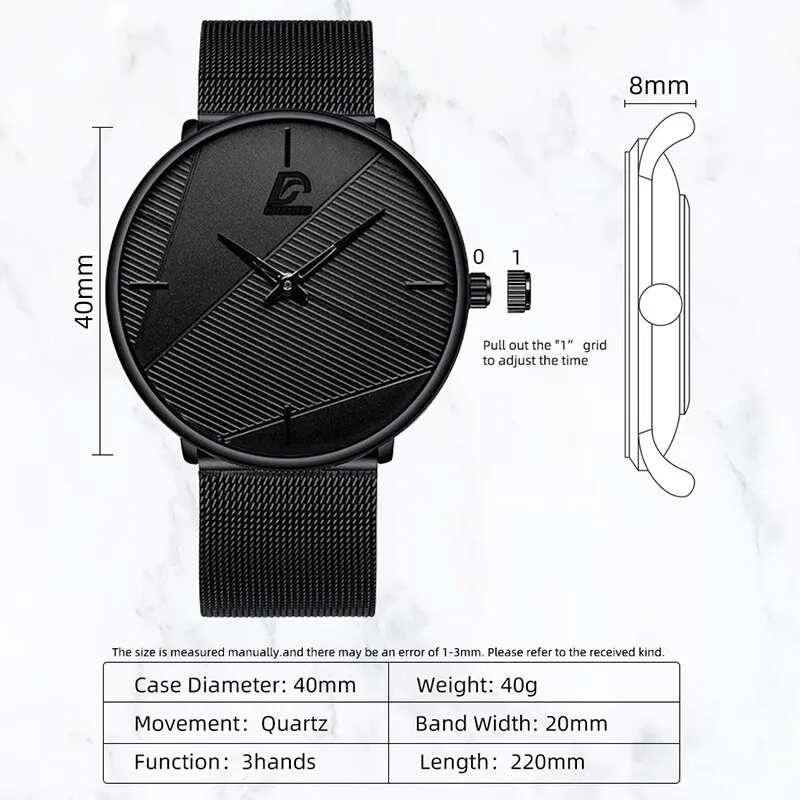 8mm
40mm
0 1
Pull out the "1" grid
to adjust the time
The size is measured manually.and there may be an error of 1-3mm. Please refer to the received kind.
Case Diameter: 40mm
Weight: 40g
Movement: Quartz
Band Width: 20mm
Function: 3hands
Length: 220mm